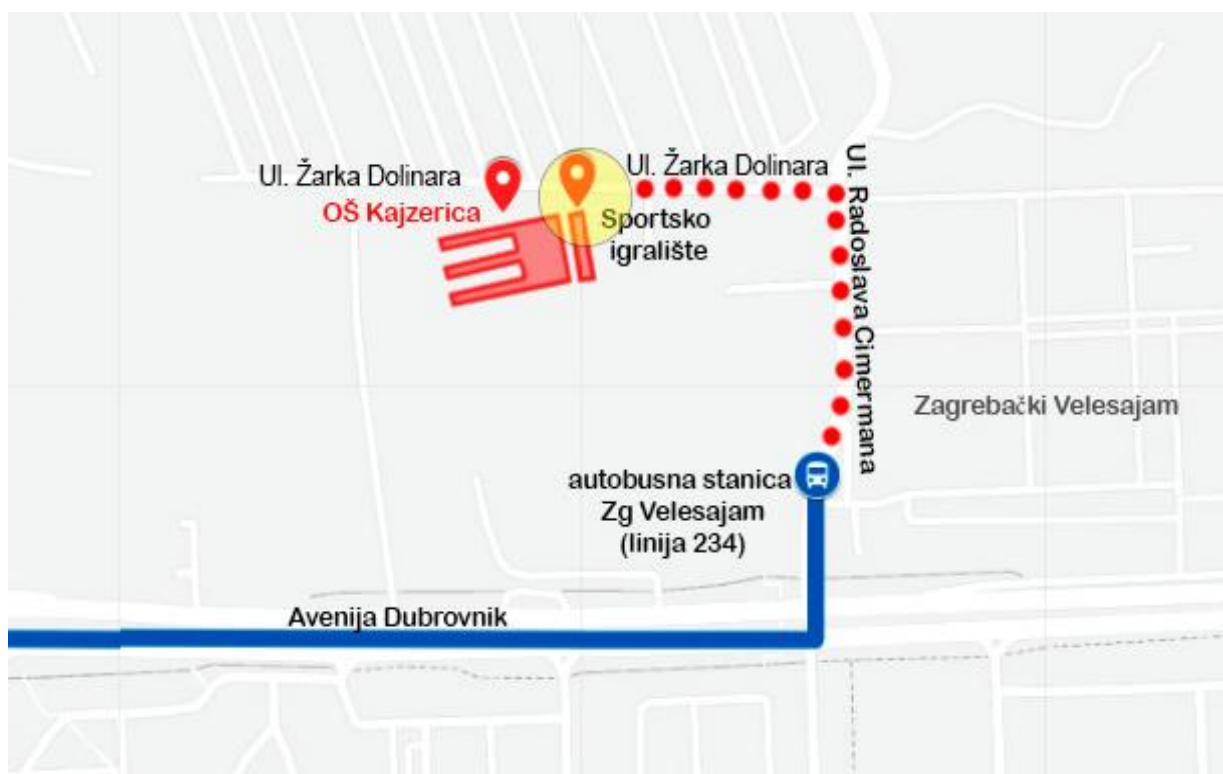 Ul. Žarka Dolinara
OŠ Kajzerica
Ul. Žarka Dolinara
Sportsko
igralište
Ul. Radoslava Cimermana
Zagrebački Velesajam
autobusna stanica
Zg Velesajam
(linija 234)
Avenija Dubrovnik